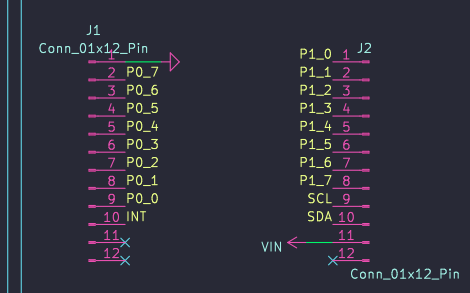 J1
Conn_01x12_Pin
1
2 P0_7
3 P0_6
4 P0_5
5 P0_4
6 P0_3
7 P0_2
8 P0_1
9 P0_0
10 INT
11
12
J2
P1_0 1
P1_1 2
P1_2 3
P1_3 4
P1_4 5
P1_5 6
P1_6 7
P1_7 8
SCL 9
SDA 10
VIN 11
12
Conn_01x12_Pin